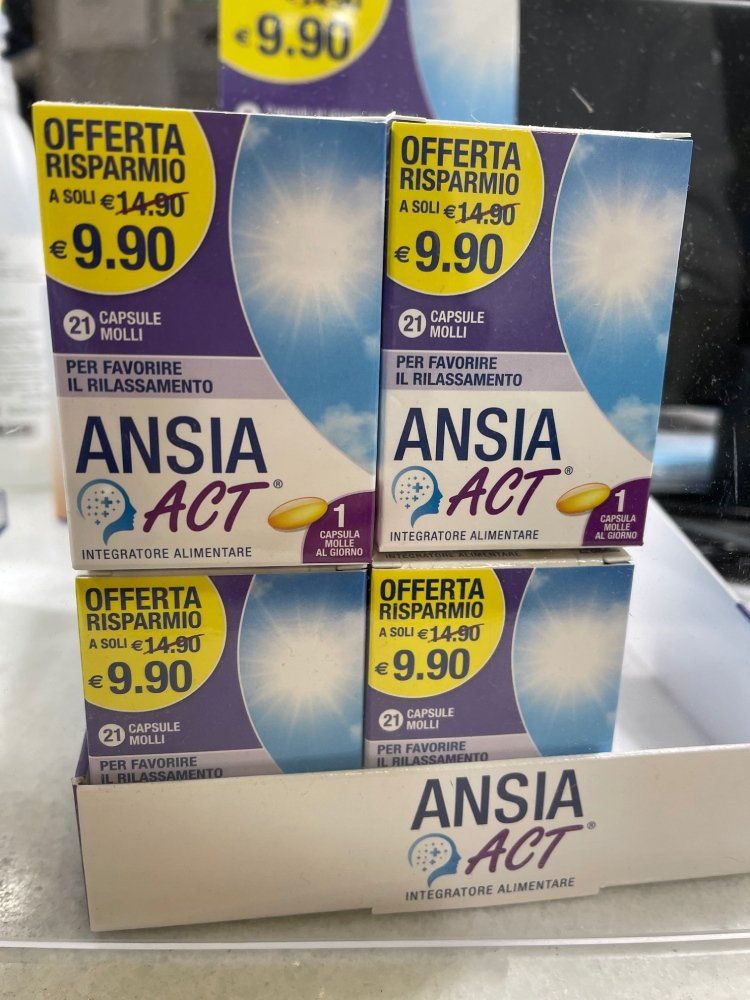 €9.90
OFFERTA
RISPARMIO
A SOLI €14.90
€9.90
21 CAPSULE
MOLLI
PER FAVORIRE
IL RILASSAMENTO
ANSIA
ACT®
INTEGRATORE ALIMENTARE
1
CAPSULA
MOLLE
AL GIORNO
OFFERTA
RISPARMIO
A SOLI €14.90
€9.90
21 CAPSULE
MOLLI
PER FAVORIRE
IL RILASSAMENTO
ANSIA
ACT®
INTEGRATORE ALIMENTARE
1
CAPSULA
MOLLE
AL GIORNO
INTEGRATORE ALIMENTARE
OFFERTA
RISPARMIO
A SOLI €14.90
€9.90
21 CAPSULE
MOLLI
PER FAVORIRE
IL RILASSAMENTO
OFFERTA
RISPARMIO
A SOLI €14.90
€9.90
21 CAPSULE
MOLLI
PER FAVORIRE
IL RILASSAMENTO
ANSIA
ACT®
INTEGRATORE ALIMENTARE